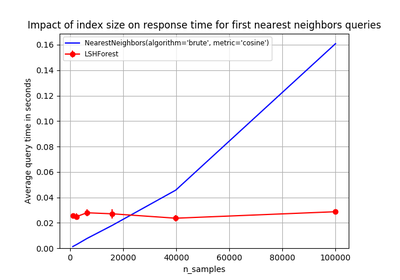 Impact of index size on response time for first nearest neighbors queries
NearestNeighbors(algorithm='brute', metric='cosine')
LSHForest
Average query time in seconds
0.16
0.14
0.12
0.10
0.08
0.06
0.04
0.02
0.00
0 20000 40000 60000 80000 100000
n_samples